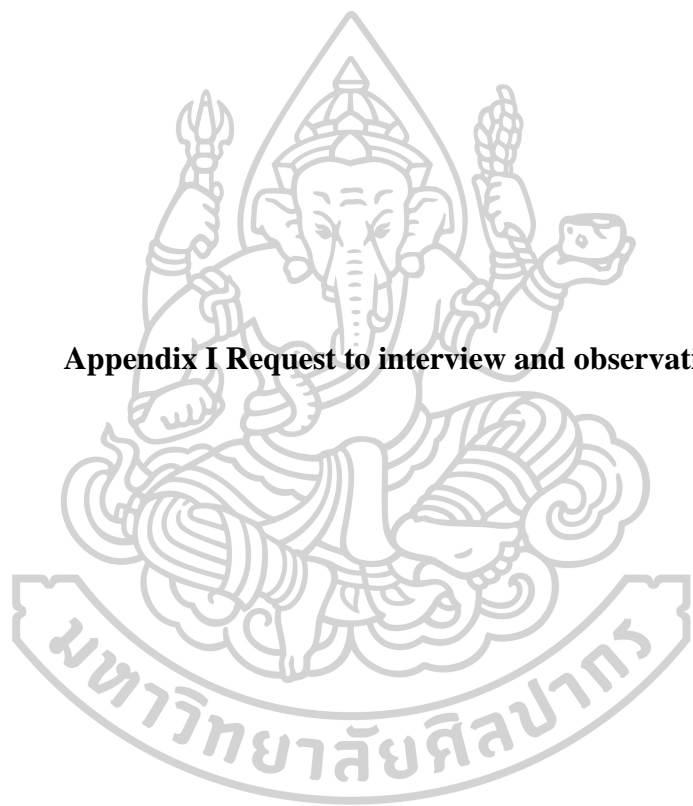 Appendix I Request to interview and
มหาวิทยาลัยศิลปากร